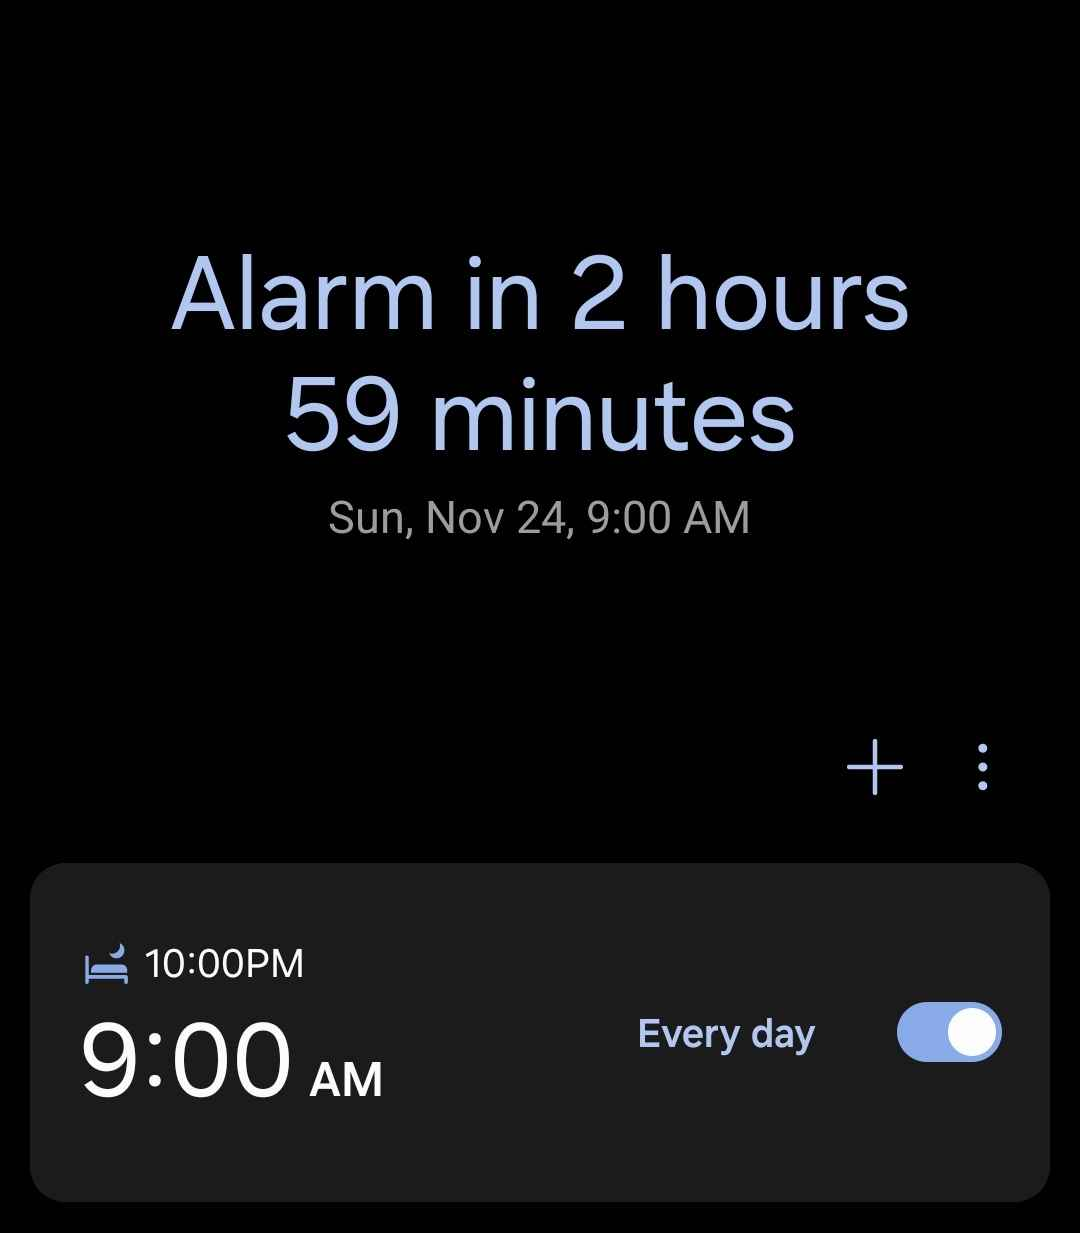 Alarm in 2 hours
59 minutes
Sun, Nov 24, 9:00 AM
10:00PM
9:00 AM
Every day